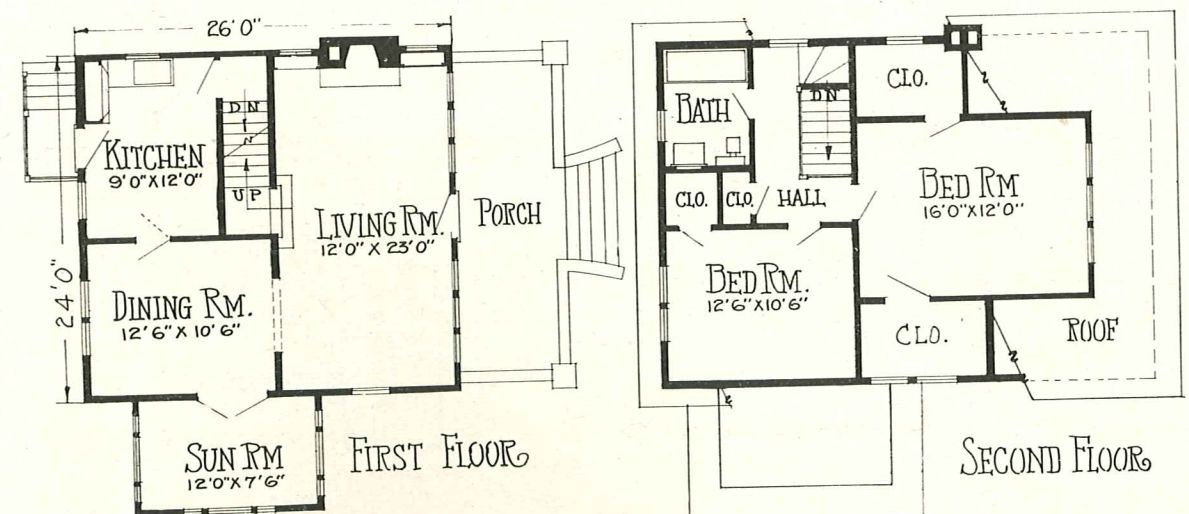 26'0"
24'0"
KITCHEN
9'0"X12'0"
DN
UP
LIVING RM.
12'0" X 23'0"
PORCH
DINING RM.
12'6" X 10'6"
SUN RM
12'0"X7'6"
FIRST FLOOR
BATH
DN
CLO.
CLO.
CLO.
HALL
BED RM
16'0"X12'0"
BED RM.
12'6"X10'6"
CLO.
ROOF
SECOND FLOOR